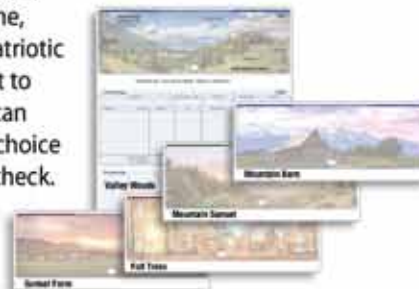 ne,
atriotic
t to
can
choice
check.
Valley Woods
Mountain Barn
Mountain Sunset
Fall Trees
Sunset Farm